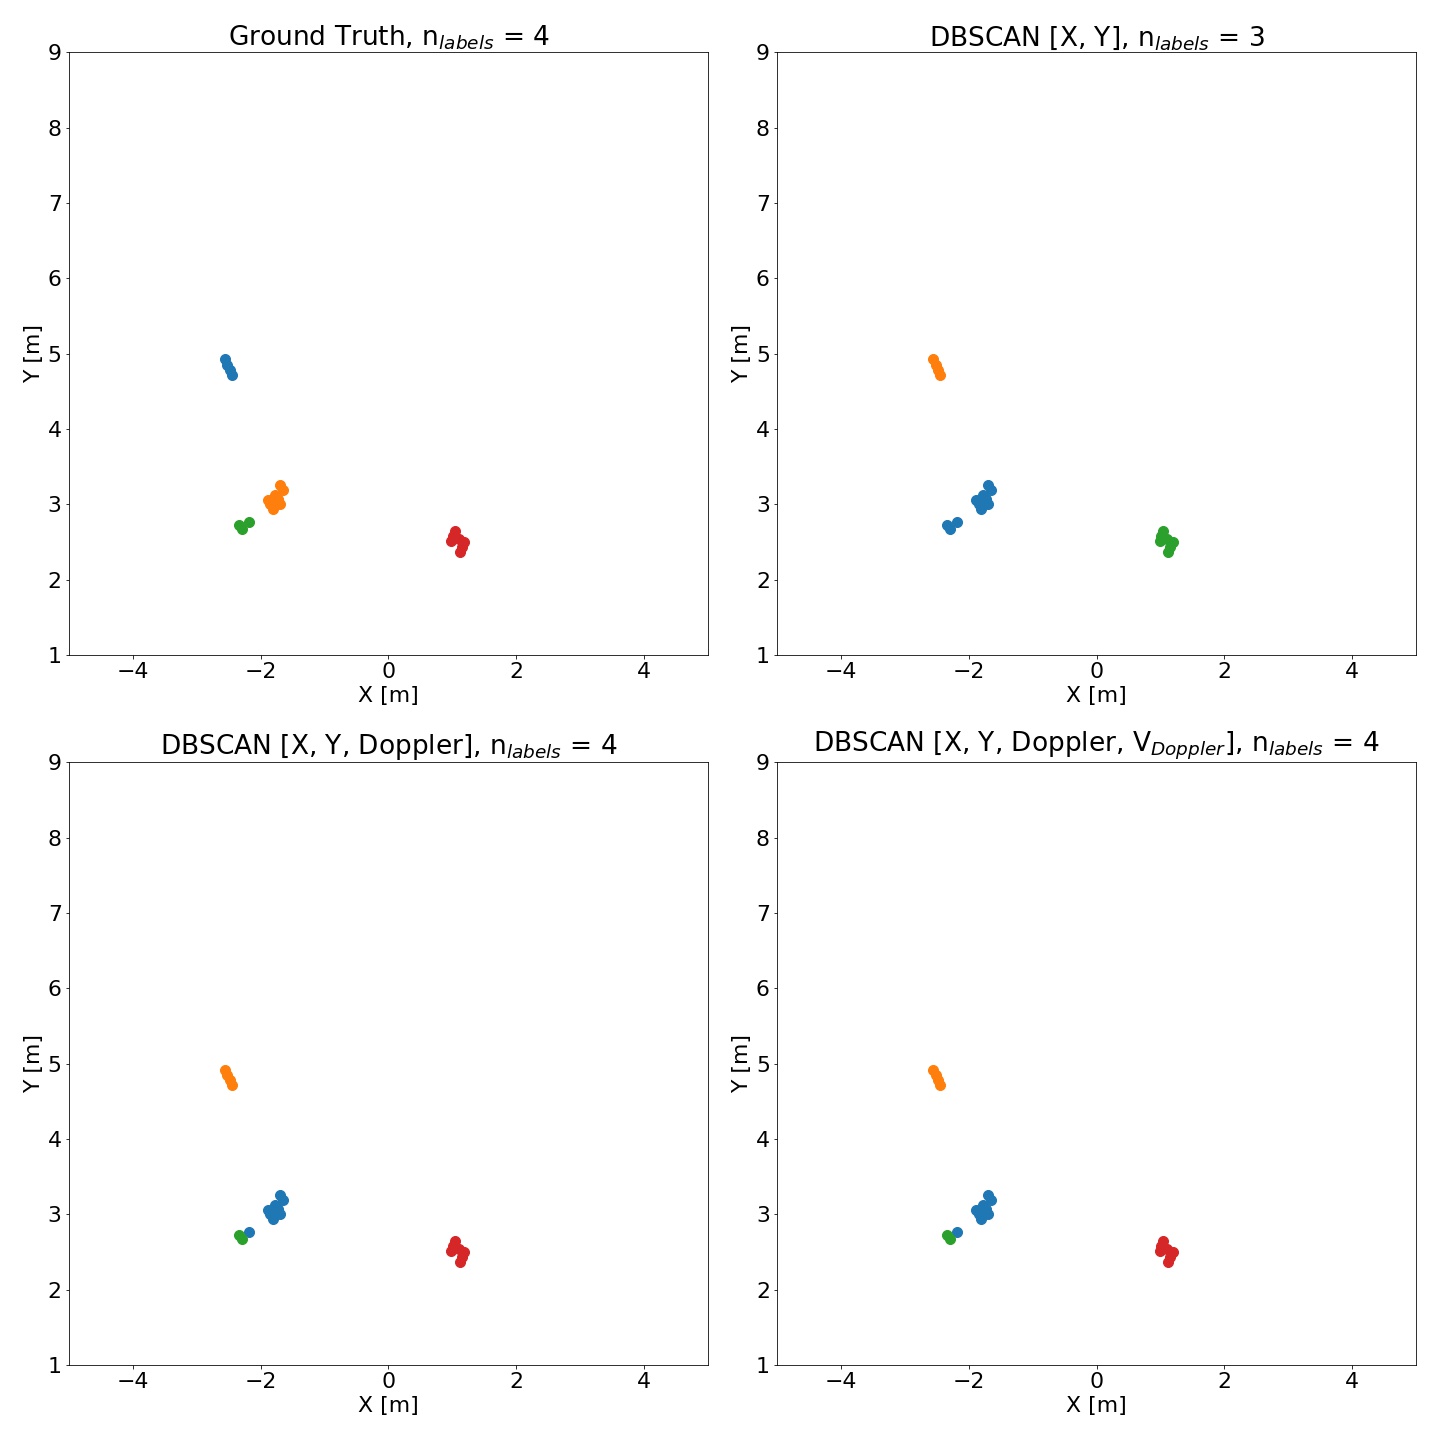 Ground Truth, n_labels = 4
9
8
7
6
5
4
3
2
1
Y [m]
−4 −2 0 2 4
X [m]
DBSCAN [X, Y], n_labels = 3
9
8
7
6
5
4
3
2
1
Y [m]
−4 −2 0 2 4
X [m]
DBSCAN [X, Y, Doppler], n_labels = 4
9
8
7
6
5
4
3
2
1
Y [m]
−4 −2 0 2 4
X [m]
DBSCAN [X, Y, Doppler, V_Doppler], n_labels = 4
9
8
7
6
5
4
3
2
1
Y [m]
−4 −2 0 2 4
X [m]